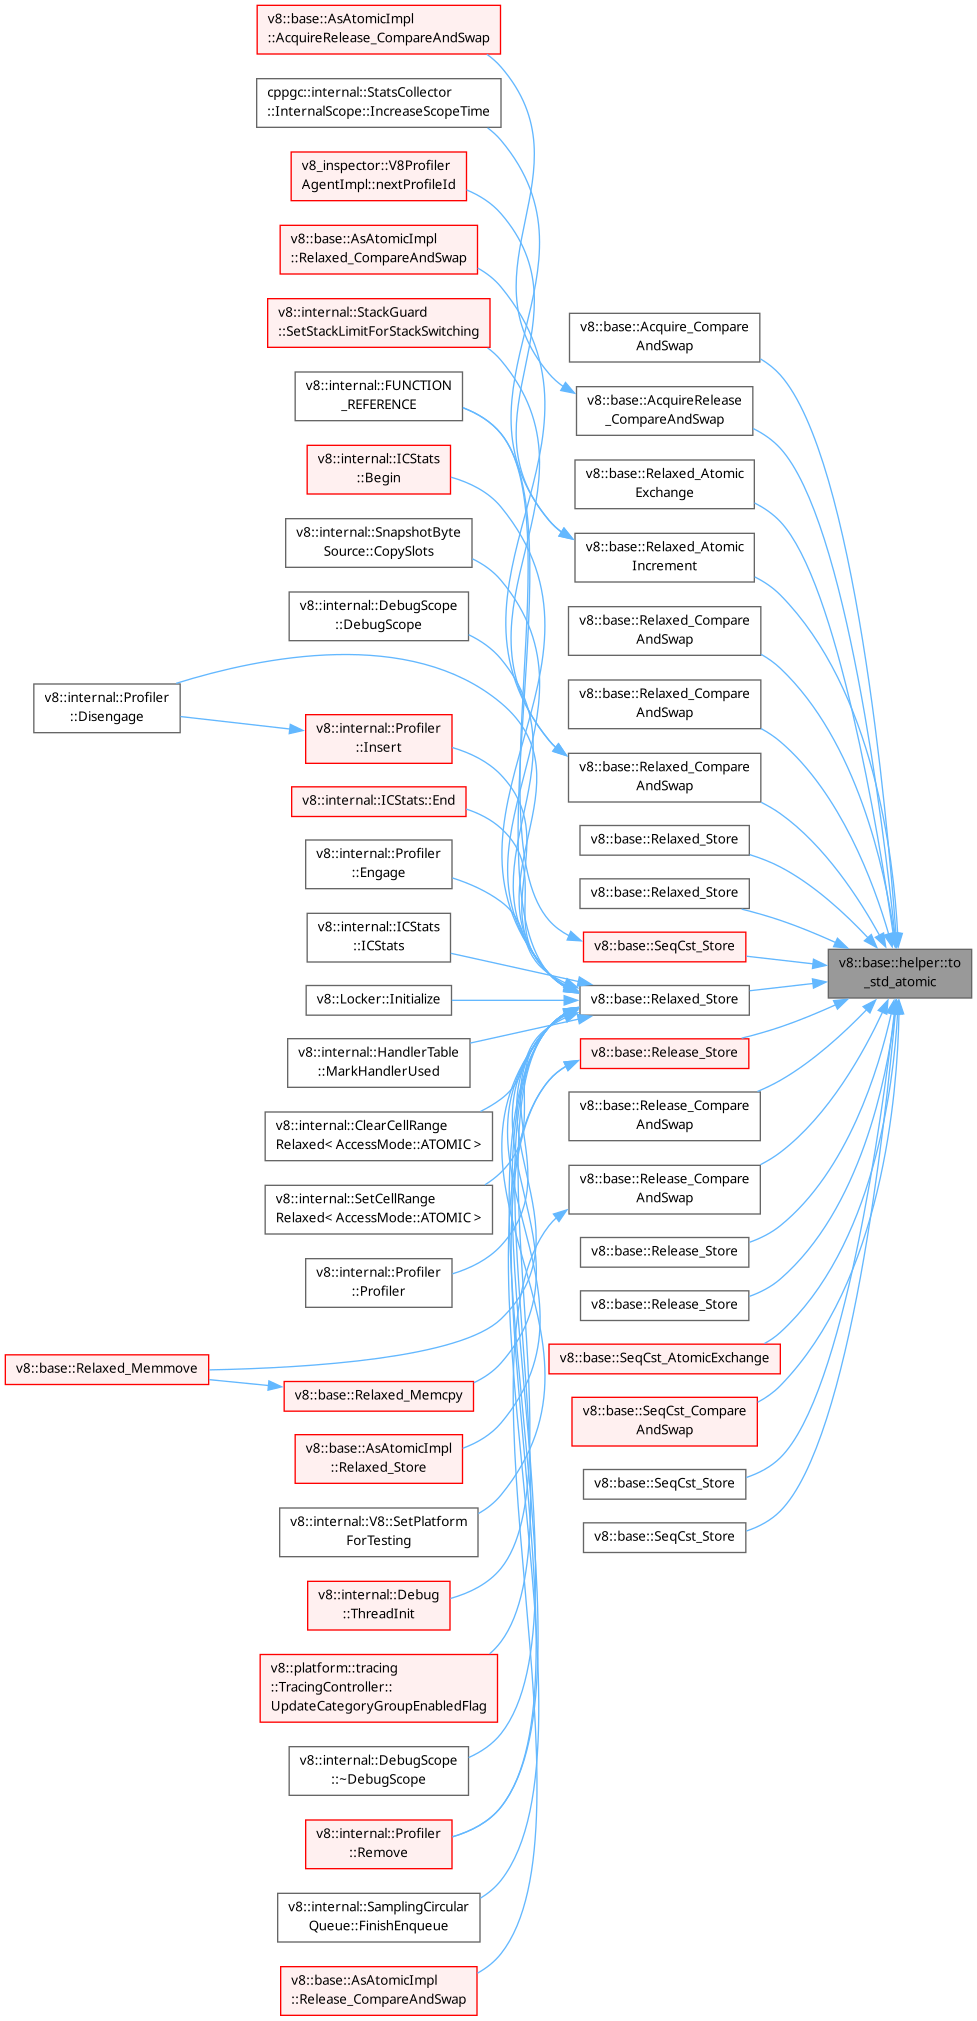 v8::base::AsAtomicImpl
::AcquireRelease_CompareAndSwap
cppgc::internal::StatsCollector
::InternalScope::IncreaseScopeTime
v8_inspector::V8Profiler
AgentImpl::nextProfileId
v8::base::AsAtomicImpl
::Relaxed_CompareAndSwap
v8::internal::StackGuard
::SetStackLimitForStackSwitching
v8::internal::FUNCTION
_REFERENCE
v8::internal::ICStats
::Begin
v8::internal::SnapshotByte
Source::CopySlots
v8::internal::DebugScope
::DebugScope
v8::internal::Profiler
::Disengage
v8::internal::Profiler
::Insert
v8::internal::ICStats::End
v8::internal::Profiler
::Engage
v8::internal::ICStats
::ICStats
v8::Locker::Initialize
v8::internal::HandlerTable
::MarkHandlerUsed
v8::internal::ClearCellRange
Relaxed< AccessMode::ATOMIC >
v8::internal::SetCellRange
Relaxed< AccessMode::ATOMIC >
v8::internal::Profiler
::Profiler
v8::base::Relaxed_Memmove
v8::base::Relaxed_Memcpy
v8::base::AsAtomicImpl
::Relaxed_Store
v8::internal::V8::SetPlatform
ForTesting
v8::internal::Debug
::ThreadInit
v8::platform::tracing
::TracingController::
UpdateCategoryGroupEnabledFlag
v8::internal::DebugScope
::~DebugScope
v8::internal::Profiler
::Remove
v8::internal::SamplingCircular
Queue::FinishEnqueue
v8::base::AsAtomicImpl
::Release_CompareAndSwap
v8::base::Acquire_Compare
AndSwap
v8::base::AcquireRelease
_CompareAndSwap
v8::base::Relaxed_Atomic
Exchange
v8::base::Relaxed_Atomic
Increment
v8::base::Relaxed_Compare
AndSwap
v8::base::Relaxed_Compare
AndSwap
v8::base::Relaxed_Compare
AndSwap
v8::base::Relaxed_Store
v8::base::Relaxed_Store
v8::base::SeqCst_Store
v8::base::Relaxed_Store
v8::base::Release_Store
v8::base::Release_Compare
AndSwap
v8::base::Release_Compare
AndSwap
v8::base::Release_Store
v8::base::Release_Store
v8::base::SeqCst_AtomicExchange
v8::base::SeqCst_Compare
AndSwap
v8::base::SeqCst_Store
v8::base::SeqCst_Store
v8::base::helper::to
_std_atomic